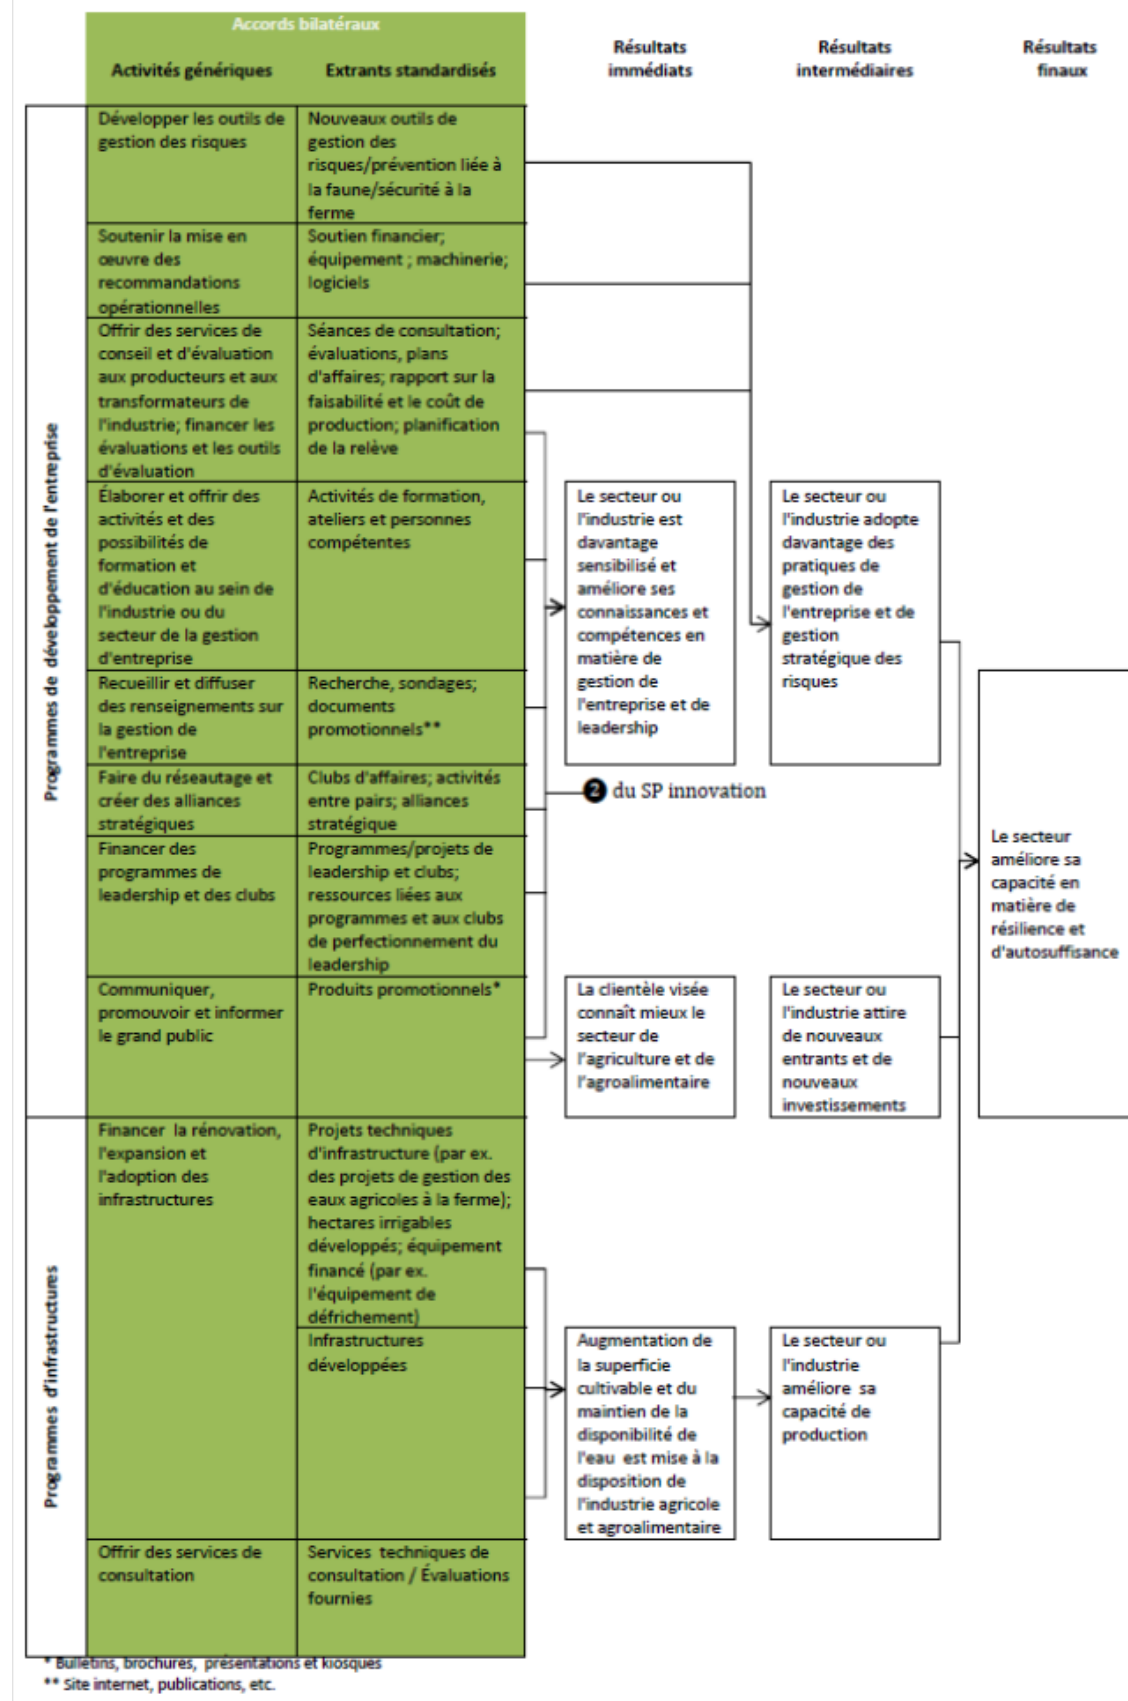 Accords bilatéraux
Activités génériques
Extrants standardisés
Résultats
immédiats
Résultats
intermédiaires
Résultats
finaux
Programmes de développement de l'entreprise
Développer les outils de
gestion des risques
Nouveaux outils de
gestion des
risques/prévention liée à
la faune/sécurité à la
ferme
Soutenir la mise en
œuvre des
recommandations
opérationnelles
Soutien financier;
équipement ; machinerie;
logiciels
Offrir des services de
conseil et d'évaluation
aux producteurs et aux
transformateurs de
l'industrie; financer les
évaluations et les outils
d'évaluation
Séances de consultation;
évaluations, plans
d'affaires; rapport sur la
faisabilité et le coût de
production; planification
de la relève
Élaborer et offrir des
activités et des
possibilités de
formation et
d'éducation au sein de
l'industrie ou du
secteur de la gestion
d'entreprise
Activités de formation,
ateliers et personnes
compétentes
Le secteur ou
l'industrie est
davantage
sensibilisé et
améliore ses
connaissances et
compétences en
matière de
gestion de
l'entreprise et de
leadership
Le secteur ou
l'industrie adopte
davantage des
pratiques de
gestion de
l'entreprise et de
gestion
stratégique des
risques
Recueillir et diffuser
des renseignements sur
la gestion de
l'entreprise
Recherche, sondages;
documents
promotionnels**
Faire du réseautage et
créer des alliances
stratégiques
Clubs d'affaires; activités
entre pairs; alliances
stratégique
2 du SP innovation
Financer des
programmes de
leadership et des clubs
Programmes/projets de
leadership et clubs;
ressources liées aux
programmes et aux clubs
de perfectionnement du
leadership
Le secteur
améliore sa
capacité en
matière de
résilience et
d'autosuffisance
Communiquer,
promouvoir et informer
le grand public
Produits promotionnels*
La clientèle visée
connaît mieux le
secteur de
l'agriculture et de
l'agroalimentaire
Le secteur ou
l'industrie attire
de nouveaux
entrants et de
nouveaux
investissements
Programmes d'infrastructures
Financer la rénovation,
l'expansion et
l'adoption des
infrastructures
Projets techniques
d'infrastructure (par ex.
des projets de gestion des
eaux agricoles à la ferme);
hectares irrigables
développés; équipement
financé (par ex.
l'équipement de
défrichement)
Infrastructures
développées
Augmentation de
la superficie
cultivable et du
maintien de la
disponibilité de
l'eau est mise à la
disposition de
l'industrie agricole
et agroalimentaire
Le secteur ou
l'industrie
améliore sa
capacité de
production
Offrir des services de
consultation
Services techniques de
consultation / Évaluations
fournies
* Bulletins, brochures, présentations et kiosques
** Site internet, publications, etc.